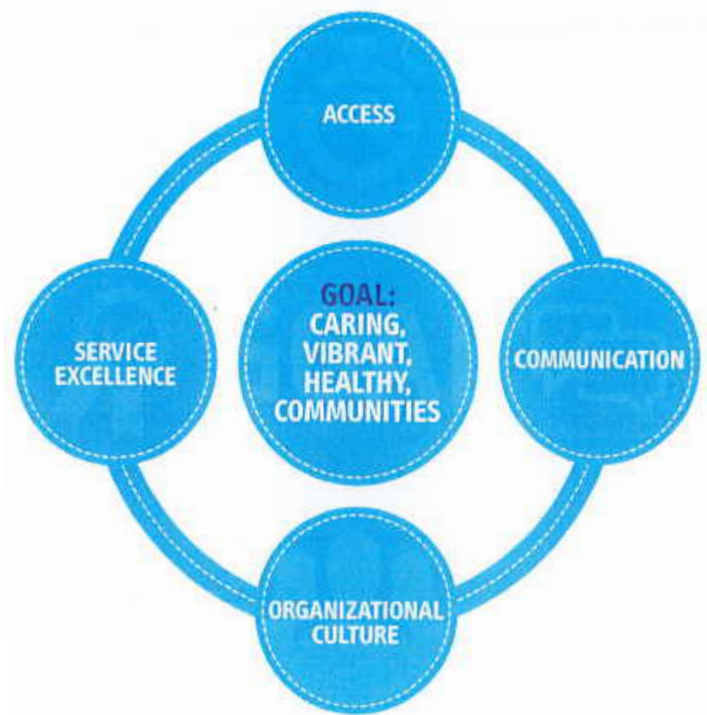 ACCESS
SERVICE
EXCELLENCE
GOAL:
CARING,
VIBRANT,
HEALTHY,
COMMUNITIES
COMMUNICATION
ORGANIZATIONAL
CULTURE